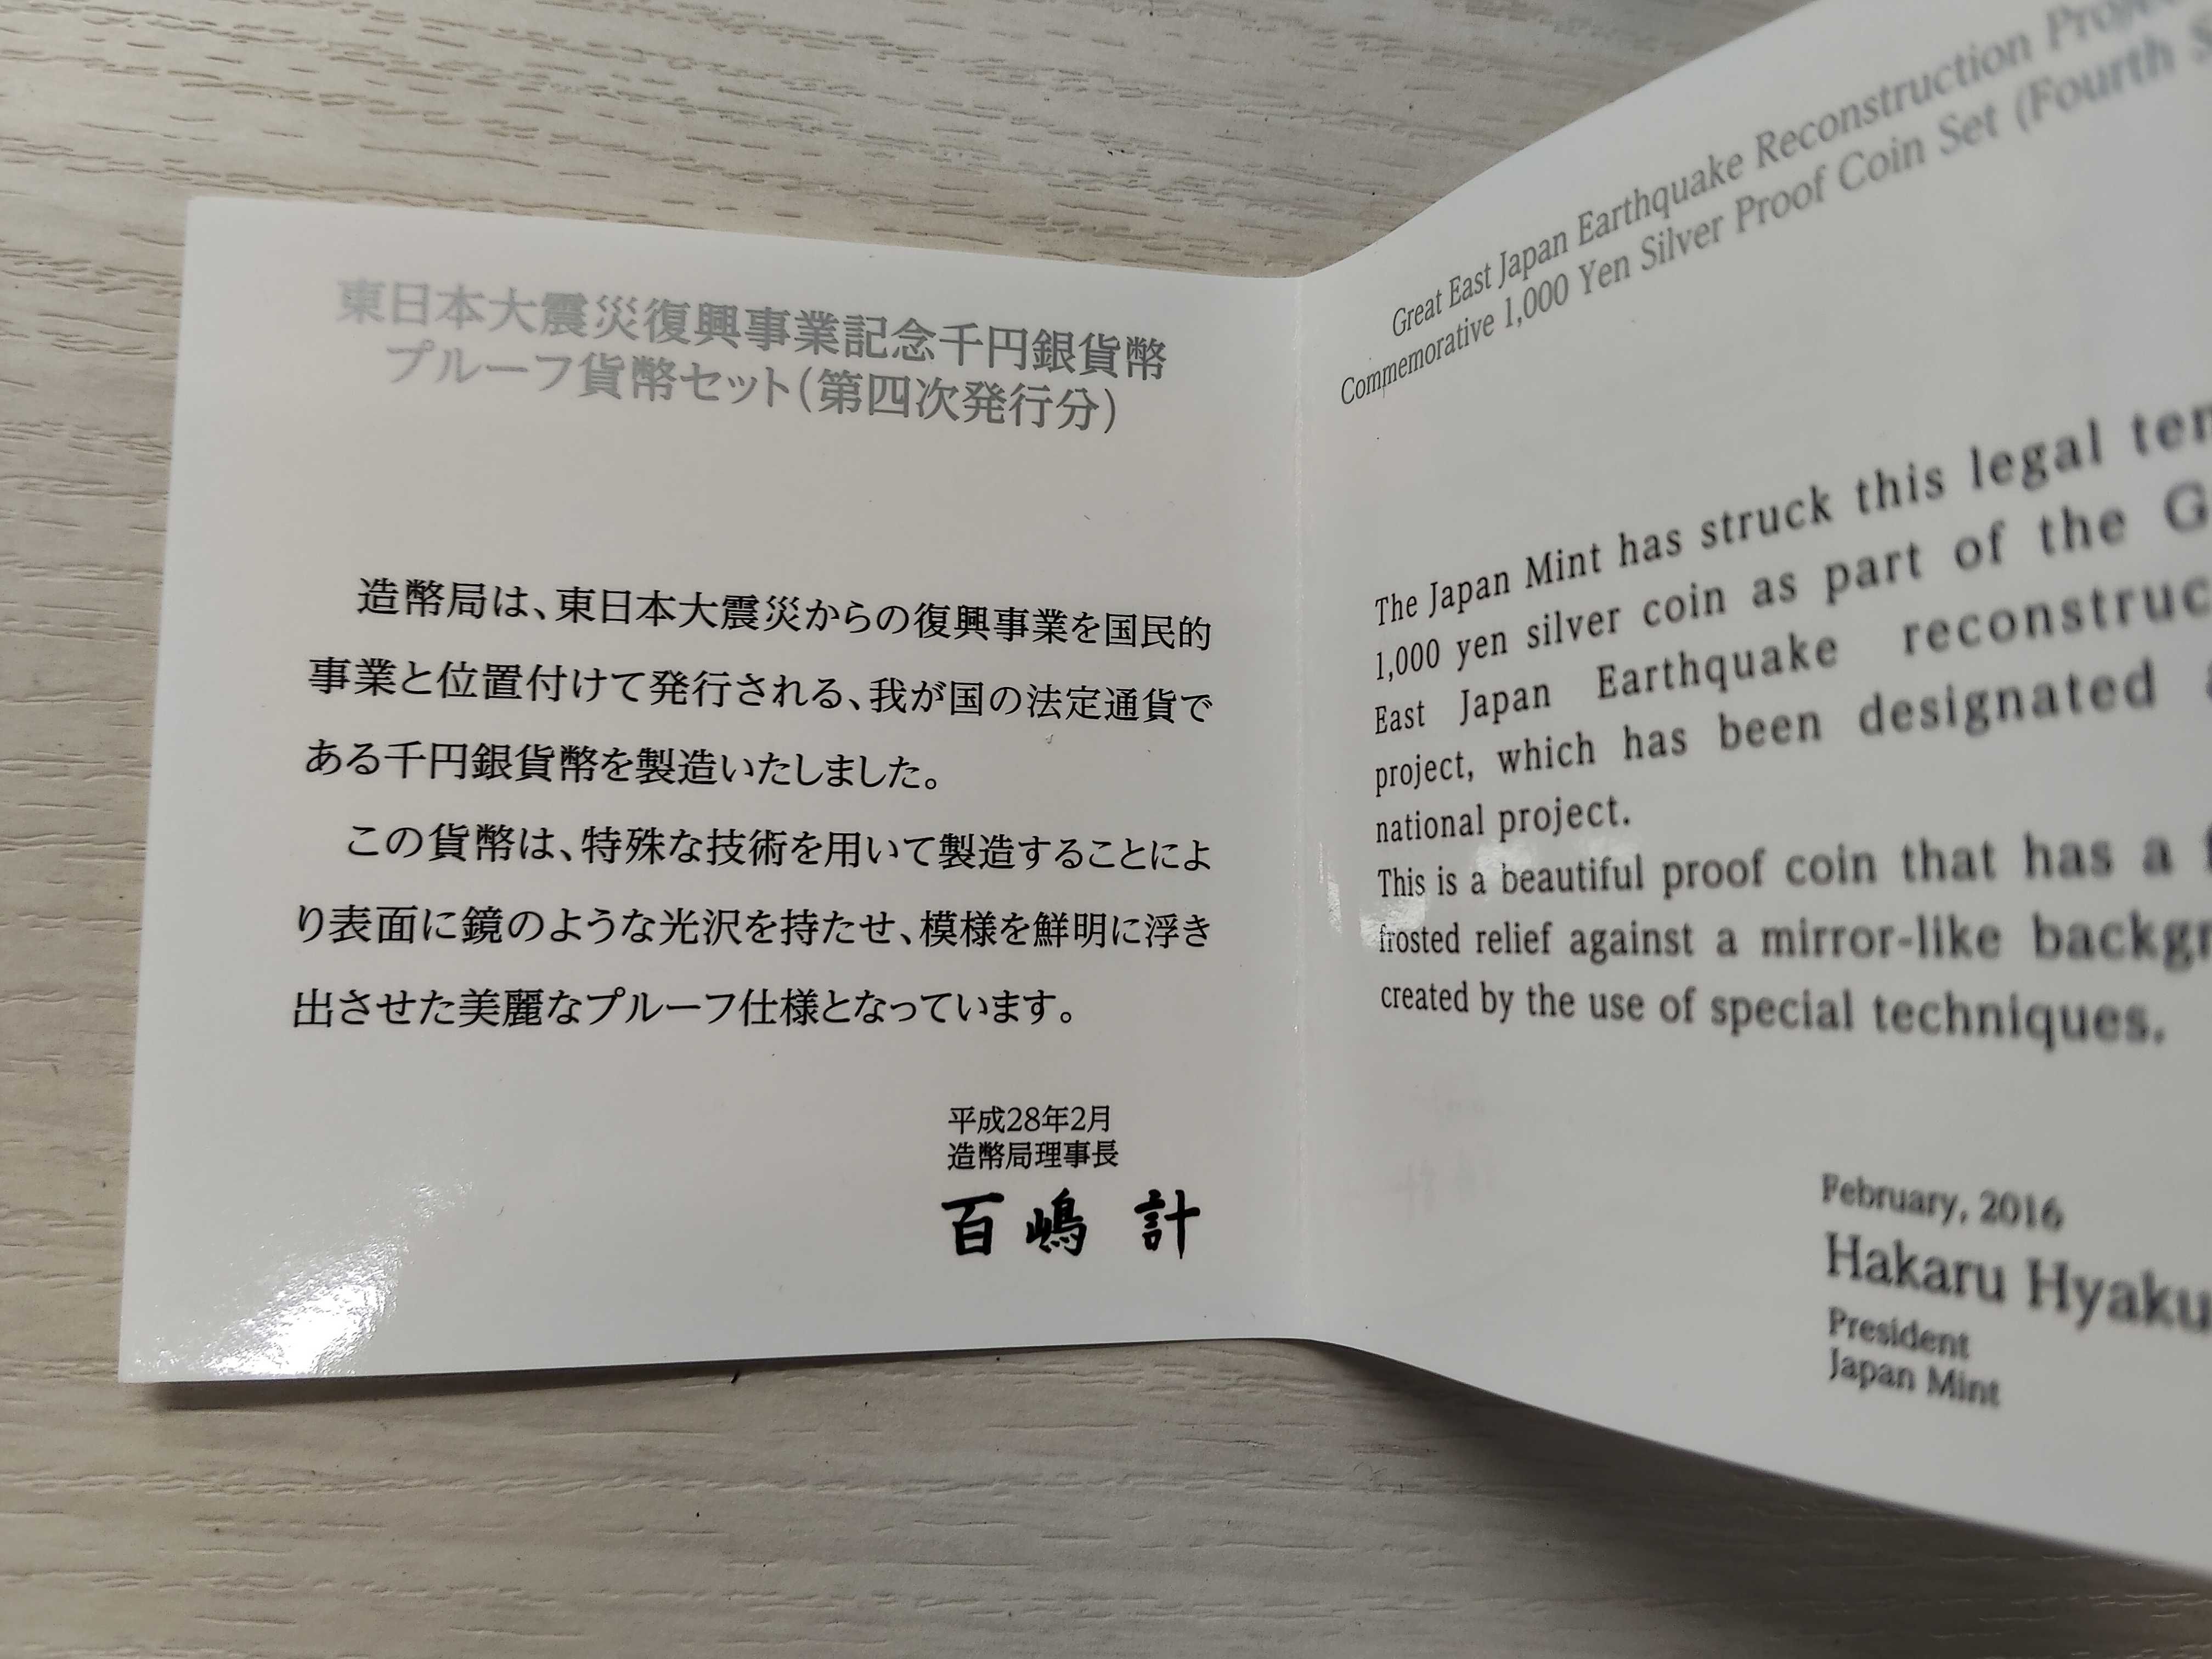 東日本大震災復興事業記念千円銀貨幣
プルーフ貨幣セット(第四次発行分)
造幣局は、東日本大震災からの復興事業を国民的
事業と位置付けて発行される、我が国の法定通貨で
ある千円銀貨幣を製造いたしました。
この貨幣は、特殊な技術を用いて製造することによ
り表面に鏡のような光沢を持たせ、模様を鮮明に浮き
出させた美麗なプルーフ仕様となっています。
平成28年2月
造幣局理事長
百嶋 計
Great East Japan Earthquake Reconstruction
Commemorative 1,000 Yen Silver Proof Coin Set (Fourth
The Japan Mint has struck this legal
1,000 yen silver coin as part of the
East Japan Earthquake
project, which has been designated
national project.
This is a beautiful proof coin that has a
frosted relief against a mirror-like
created by the use of special techniques.
February, 2016
Hakaru
President
Japan Mint